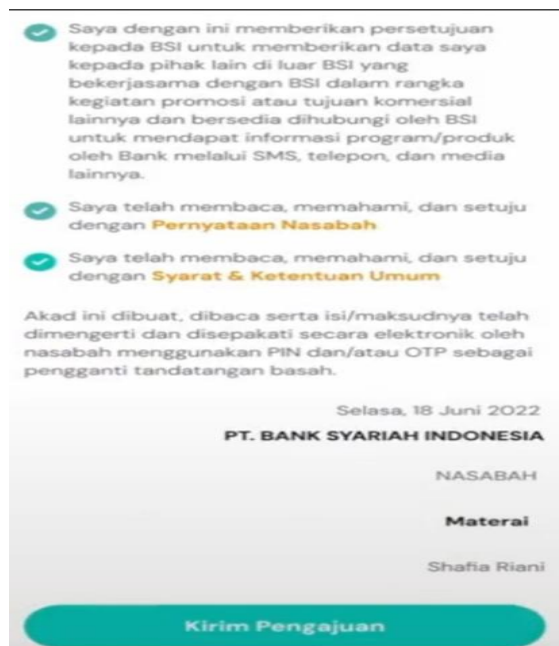 Saya dengan ini memberikan persetujuan
kepada BSI untuk memberikan data saya
kepada pihak lain di luar BSI yang
bekerjasama dengan BSI dalam rangka
kegiatan promosi atau tujuan komersial
lainnya dan bersedia dihubungi oleh BSI
untuk mendapat informasi program/produk
oleh Bank melalui SMS, telepon, dan media
lainnya.
Saya telah membaca, memahami, dan setuju
dengan Pernyataan Nasabah
Saya telah membaca, memahami, dan setuju
dengan Syarat & Ketentuan Umum
Akad ini dibuat, dibaca serta isi/maksudnya telah
dimengerti dan disepakati secara elektronik oleh
nasabah menggunakan PIN dan/atau OTP sebagai
pengganti tandatangan basah.
Selasa, 18 Juni 2022
PT. BANK SYARIAH INDONESIA
NASABAH
Materai
Shafia Riani
Kirim Pengajuan